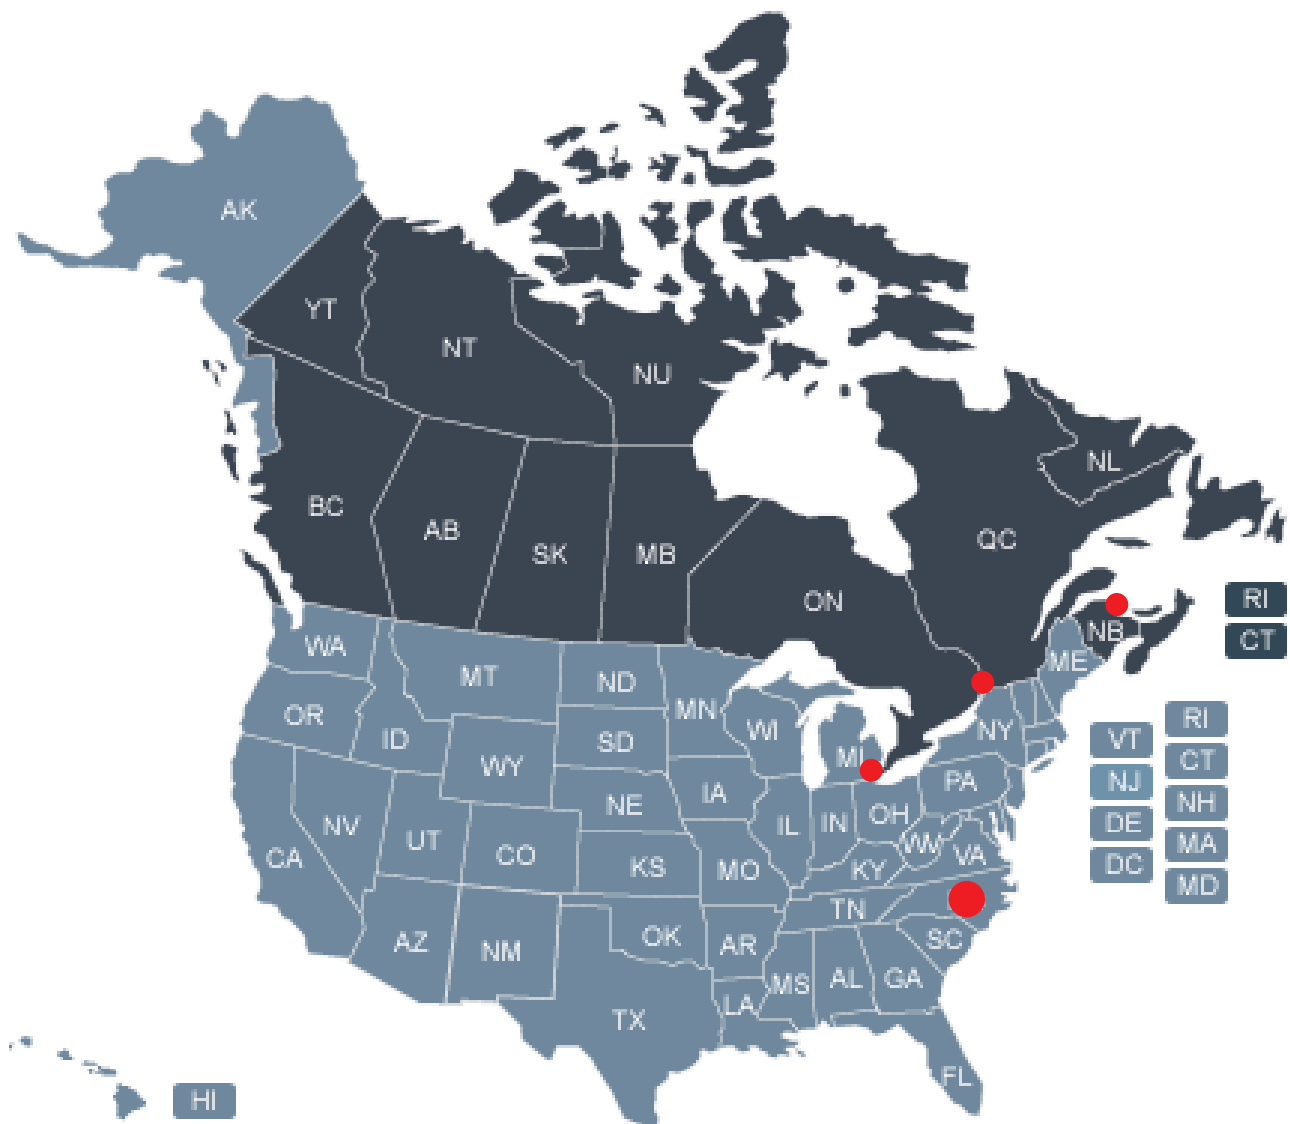 AK
YT
NT
NU
NL
BC
AB
SK
MB
QC
ON
RI
CT
NB
WA
MT
ND
ME
MN
OR
WI
NY
RI
ID
SD
VT
MI
CT
WY
IA
PA
NJ
NE
NH
NV
IL
IN
OH
DE
UT
WV
MA
CA
CO
KS
MO
KY
VA
DC
MD
TN
AZ
NM
OK
AR
SC
MS
AL
GA
LA
TX
FL
HI